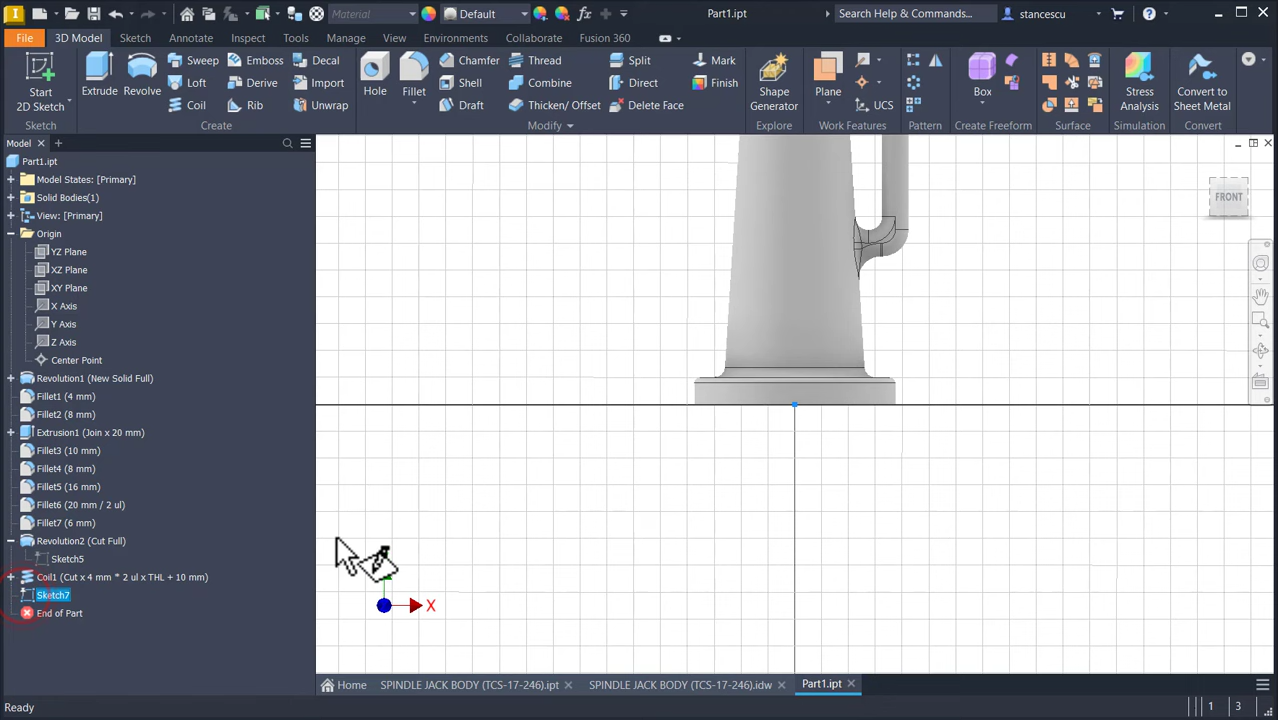 I
PRO
Material
Default
Part1.ipt
Search Help & Commands...
stancescu
File
3D Model
Sketch
Annotate
Inspect
Tools
Manage
View
Environments
Collaborate
Fusion 360
Start
2D Sketch
Extrude
Revolve
Sweep
Loft
Coil
Emboss
Derive
Rib
Decal
Import
Unwrap
Hole
Fillet
Chamfer
Shell
Draft
Thread
Combine
Thicken/ Offset
Split
Direct
Delete Face
Mark
Finish
Shape
Generator
Plane
UCS
Box
Stress
Analysis
Convert to
Sheet Metal
Sketch
Create
Modify
Explore
Work Features
Pattern
Create Freeform
Surface
Simulation
Convert
Model
Part1.ipt
Model States: [Primary]
Solid Bodies(1)
View: [Primary]
Origin
YZ Plane
XZ Plane
XY Plane
X Axis
Y Axis
Z Axis
Center Point
Revolution1 (New Solid Full)
Fillet1 (4 mm)
Fillet2 (8 mm)
Extrusion1 (Join x 20 mm)
Fillet3 (10 mm)
Fillet4 (8 mm)
Fillet5 (16 mm)
Fillet6 (20 mm / 2 ul)
Fillet7 (6 mm)
Revolution2 (Cut Full)
Sketch5
Coil1 (Cut x 4 mm * 2 ul x THL + 10 mm)
Sketch7
End of Part
FRONT
X
Home
SPINDLE JACK BODY (TCS-17-246).ipt
SPINDLE JACK BODY (TCS-17-246).idw
Part1.ipt
Ready
1
3